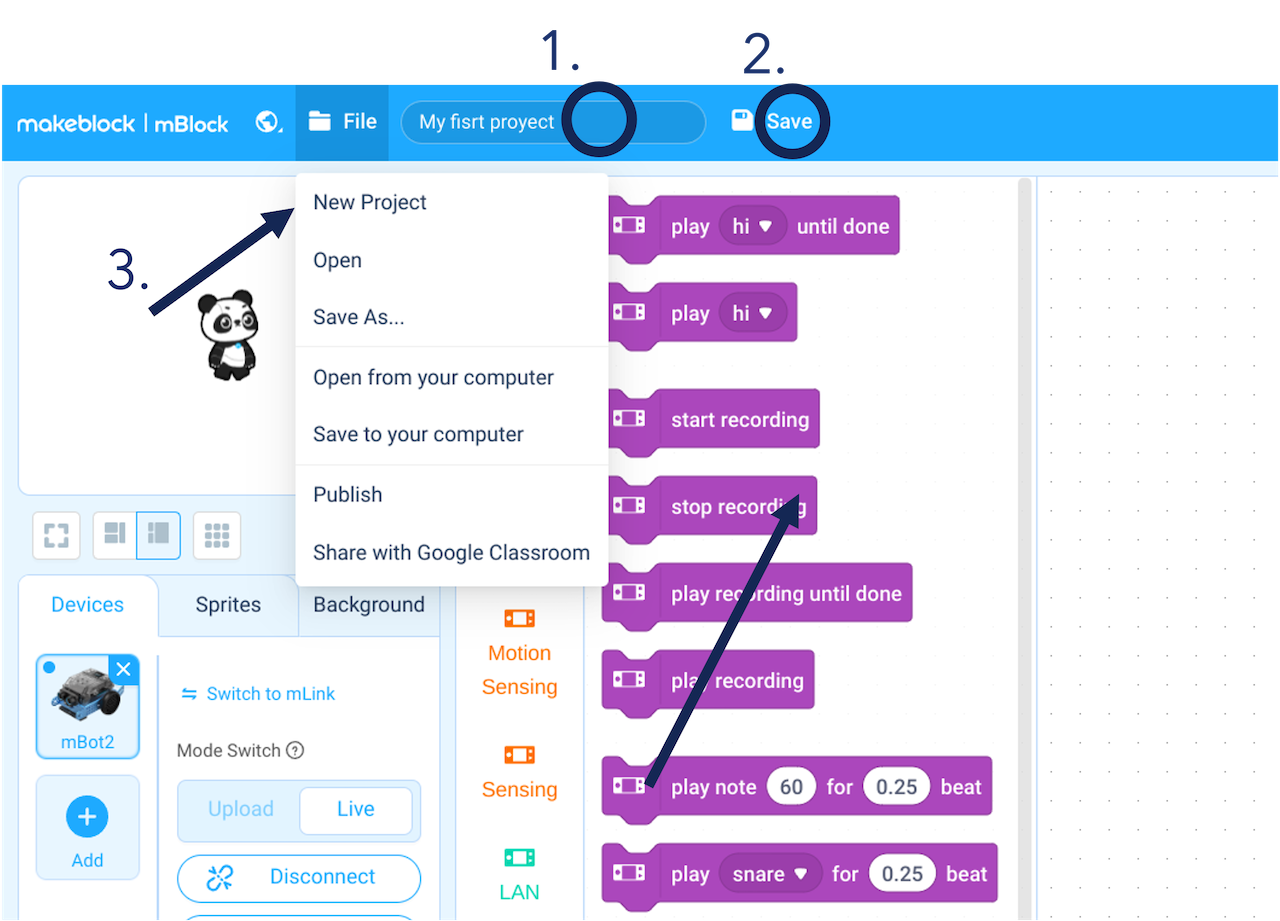 1. 2.
makeblock | mBlock File My fisrt proyect Save
3.
New Project
Open
Save As...
Open from your computer
Save to your computer
Publish
Share with Google Classroom
play hi until done
play hi
start recording
stop recording
play recording until done
play recording
play note 60 for 0.25 beat
play snare for 0.25 beat
Devices Sprites Background
mBot2
Add
Switch to mLink
Mode Switch ?
Upload Live
Disconnect
Motion
Sensing
Sensing
LAN